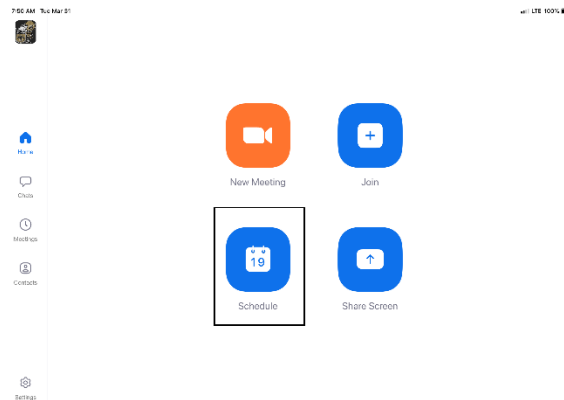 7:50 AM Tue Mar 31
LTE 100%
Home
Chats
Meetings
Contacts
Settings
New Meeting
Join
19
Schedule
Share Screen